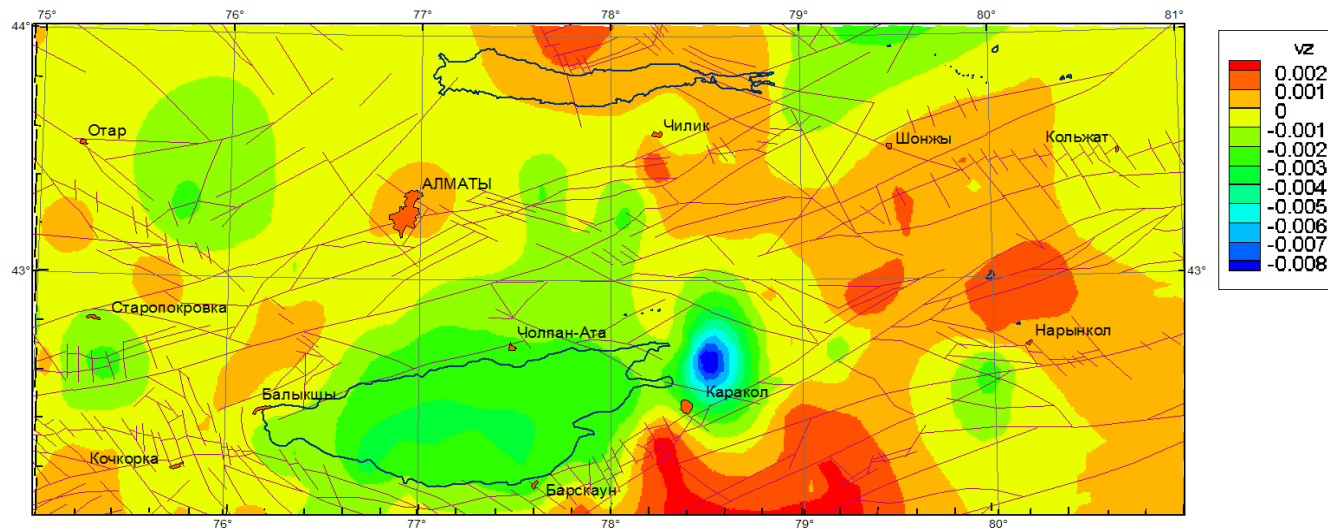 75° 76° 77° 78° 79° 80° 81°
44°
vz
0.002
0.001
0
-0.001
-0.002
-0.003
-0.004
-0.005
-0.006
-0.007
-0.008
Отар
Чилик
Шонжы
Кольжат
АЛМАТЫ
43°
43°
Старопокровка
Чолпан-Ата
Нарынкол
Балыкшы
Каракол
Кочкорка
Барскаун
76° 77° 78° 79° 80°